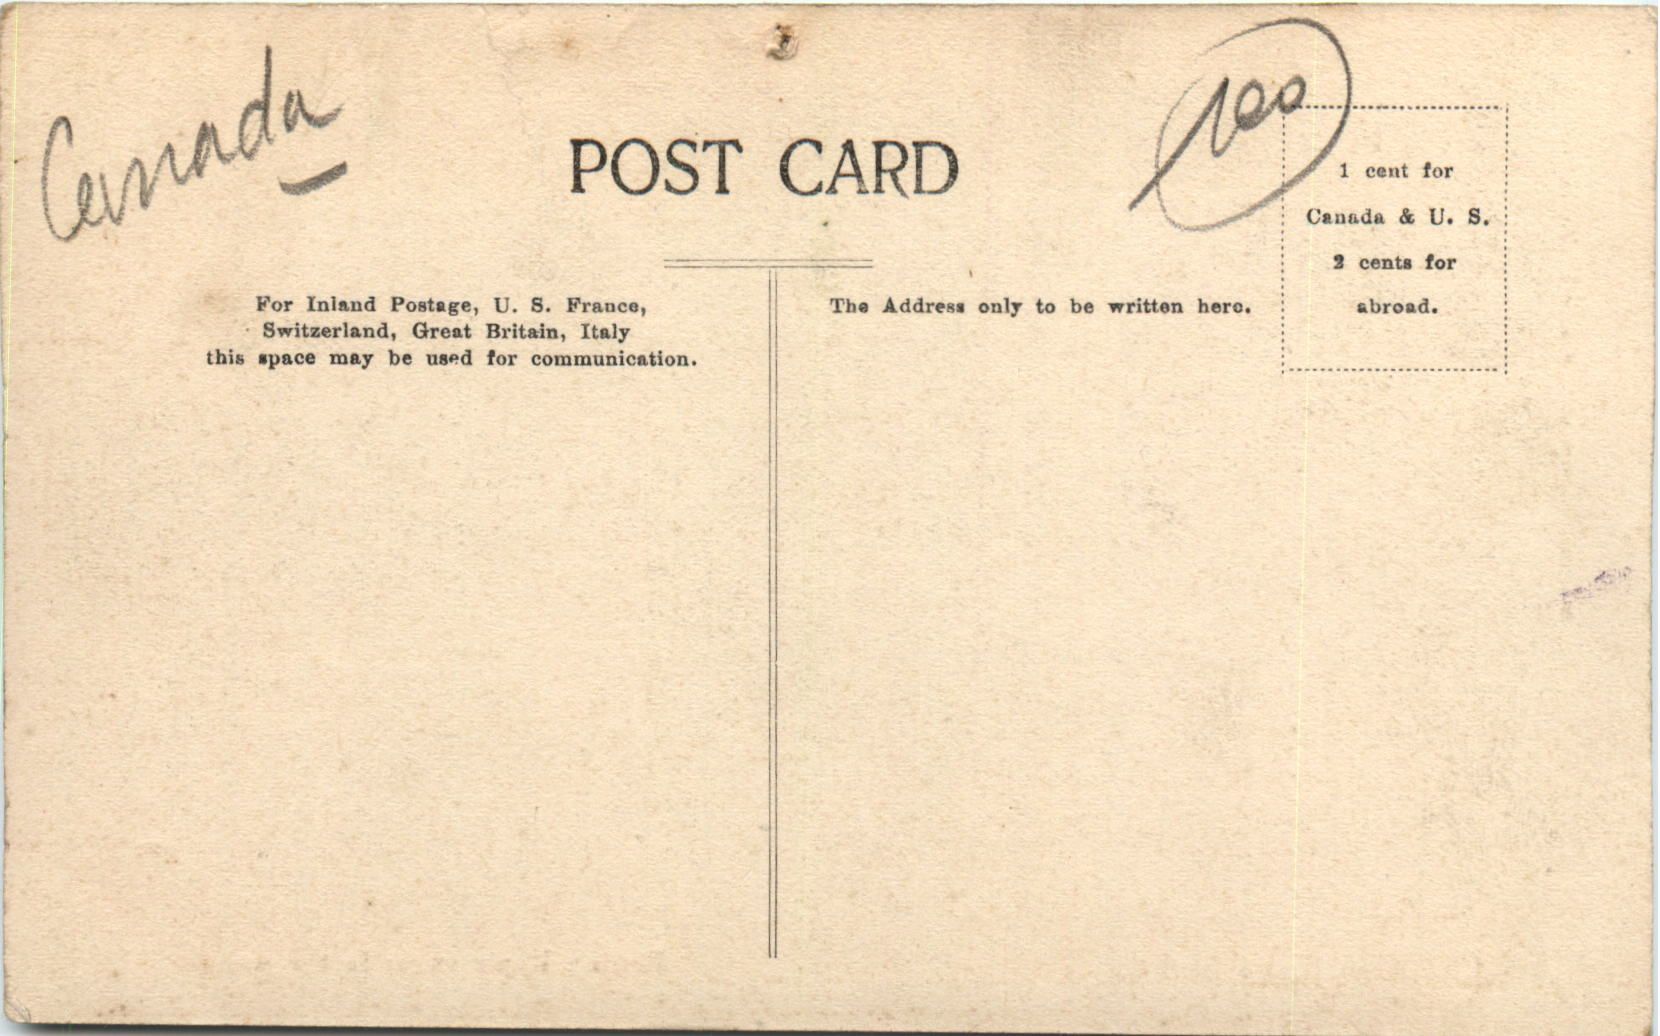 Canada
100
POST CARD
1 cent for
Canada & U. S.
2 cents for
abroad.
For Inland Postage, U. S. France,
Switzerland, Great Britain, Italy
this space may be used for communication.
The Address only to be written here.